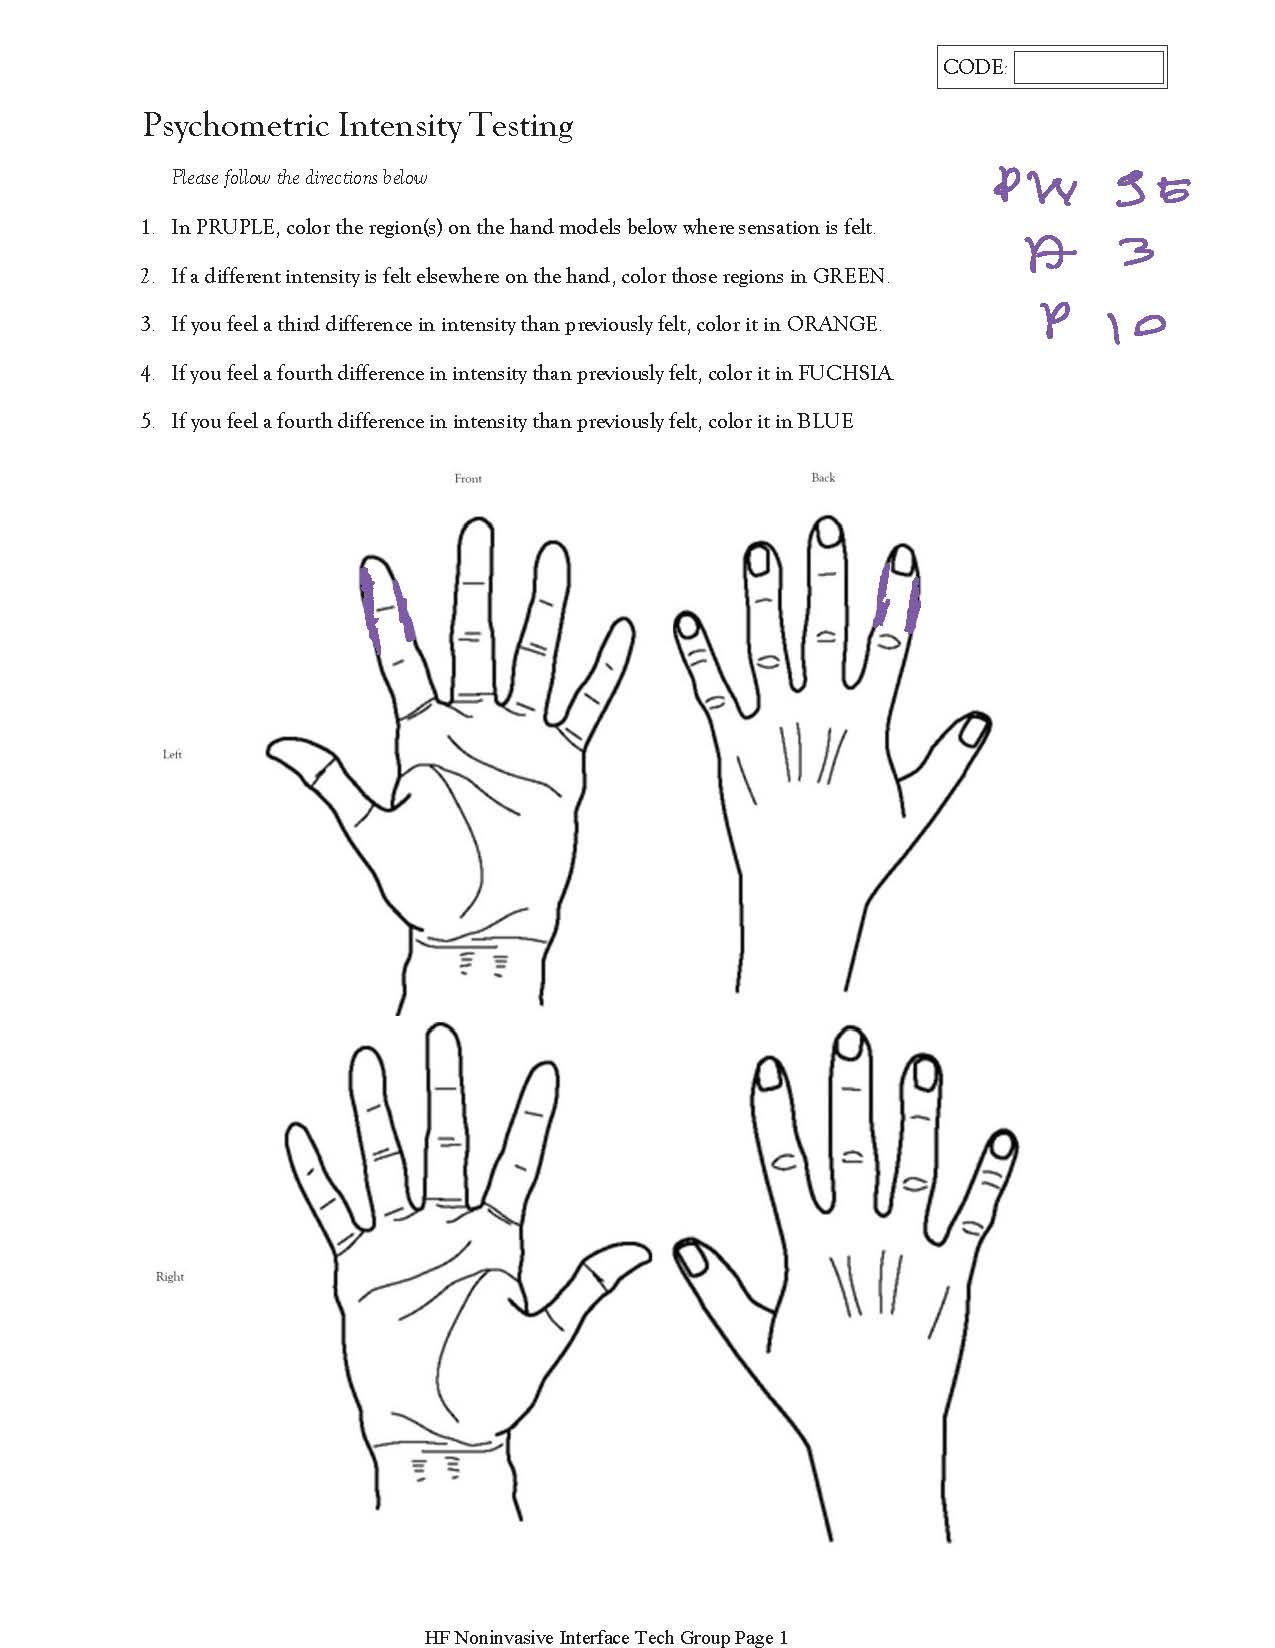 CODE:
Psychometric Intensity Testing
Please follow the directions below
1. In PRUPLE, color the region(s) on the hand models below where sensation is felt.
2. If a different intensity is felt elsewhere on the hand, color those regions in GREEN.
3. If you feel a third difference in intensity than previously felt, color it in ORANGE.
4. If you feel a fourth difference in intensity than previously felt, color it in FUCHSIA.
5. If you feel a fourth difference in intensity than previously felt, color it in BLUE
PW
A 3
P 10
Front Back
Left
Right
HF Noninvasive Interface Tech Group Page 1